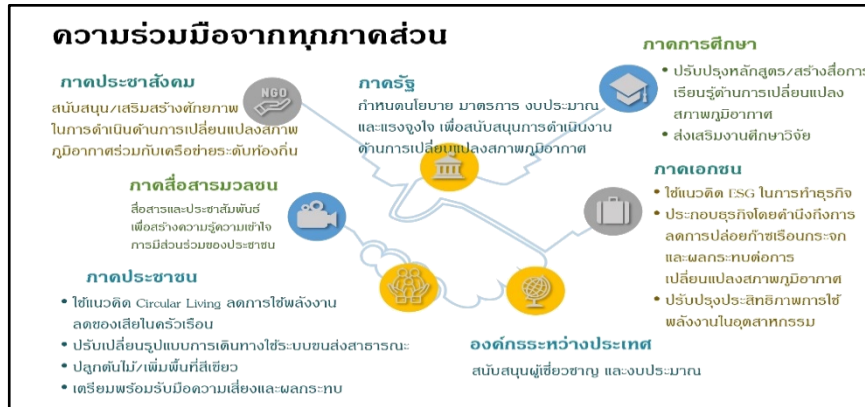 ความร่วมมือจากทุกภาคส่วน
ภาคประชาสังคม
สนับสนุน/เสริมสร้างศักยภาพ
ในการดำเนินด้านการเปลี่ยนแปลงสภาพ
ภูมิอากาศร่วมกับเครือข่ายระดับท้องถิ่น
NGO
ภาครัฐ
กำหนดนโยบาย มาตรการ งบประมาณ
และแรงจูงใจ เพื่อสนับสนุนการดำเนินงาน
ด้านการเปลี่ยนแปลงสภาพภูมิอากาศ
ภาคการศึกษา
• ปรับปรุงหลักสูตร/สร้างสื่อการ
เรียนรู้ด้านการเปลี่ยนแปลง
สภาพภูมิอากาศ
• ส่งเสริมงานศึกษาวิจัย
ภาคสื่อสารมวลชน
สื่อสารและประชาสัมพันธ์
เพื่อสร้างความรู้ความเข้าใจ
การมีส่วนร่วมของประชาชน
ภาคเอกชน
• ใช้แนวคิด ESG ในการทำธุรกิจ
• ประกอบธุรกิจโดยคำนึงถึงการ
ลดการปล่อยก๊าซเรือนกระจก
และผลกระทบต่อการ
เปลี่ยนแปลงสภาพภูมิอากาศ
• ปรับปรุงประสิทธิภาพการใช้
พลังงานในอุตสาหกรรม
ภาคประชาชน
• ใช้แนวคิด Circular Living ลดการใช้พลังงาน
ลดของเสียในครัวเรือน
• ปรับเปลี่ยนรูปแบบการเดินทางใช้ระบบขนส่งสาธารณะ
• ปลูกต้นไม้/เพิ่มพื้นที่สีเขียว
• เตรียมพร้อมรับมือความเสี่ยงและผลกระทบ
องค์กรระหว่างประเทศ
สนับสนุนผู้เชี่ยวชาญ และงบประมาณ